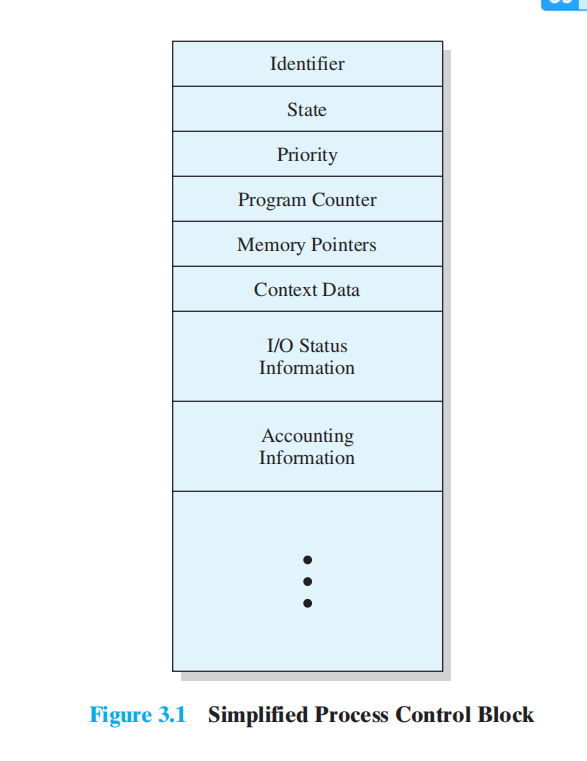 Identifier
State
Priority
Program Counter
Memory Pointers
Context Data
I/O Status
Information
Accounting
Information
Figure 3.1 Simplified Process Control Block